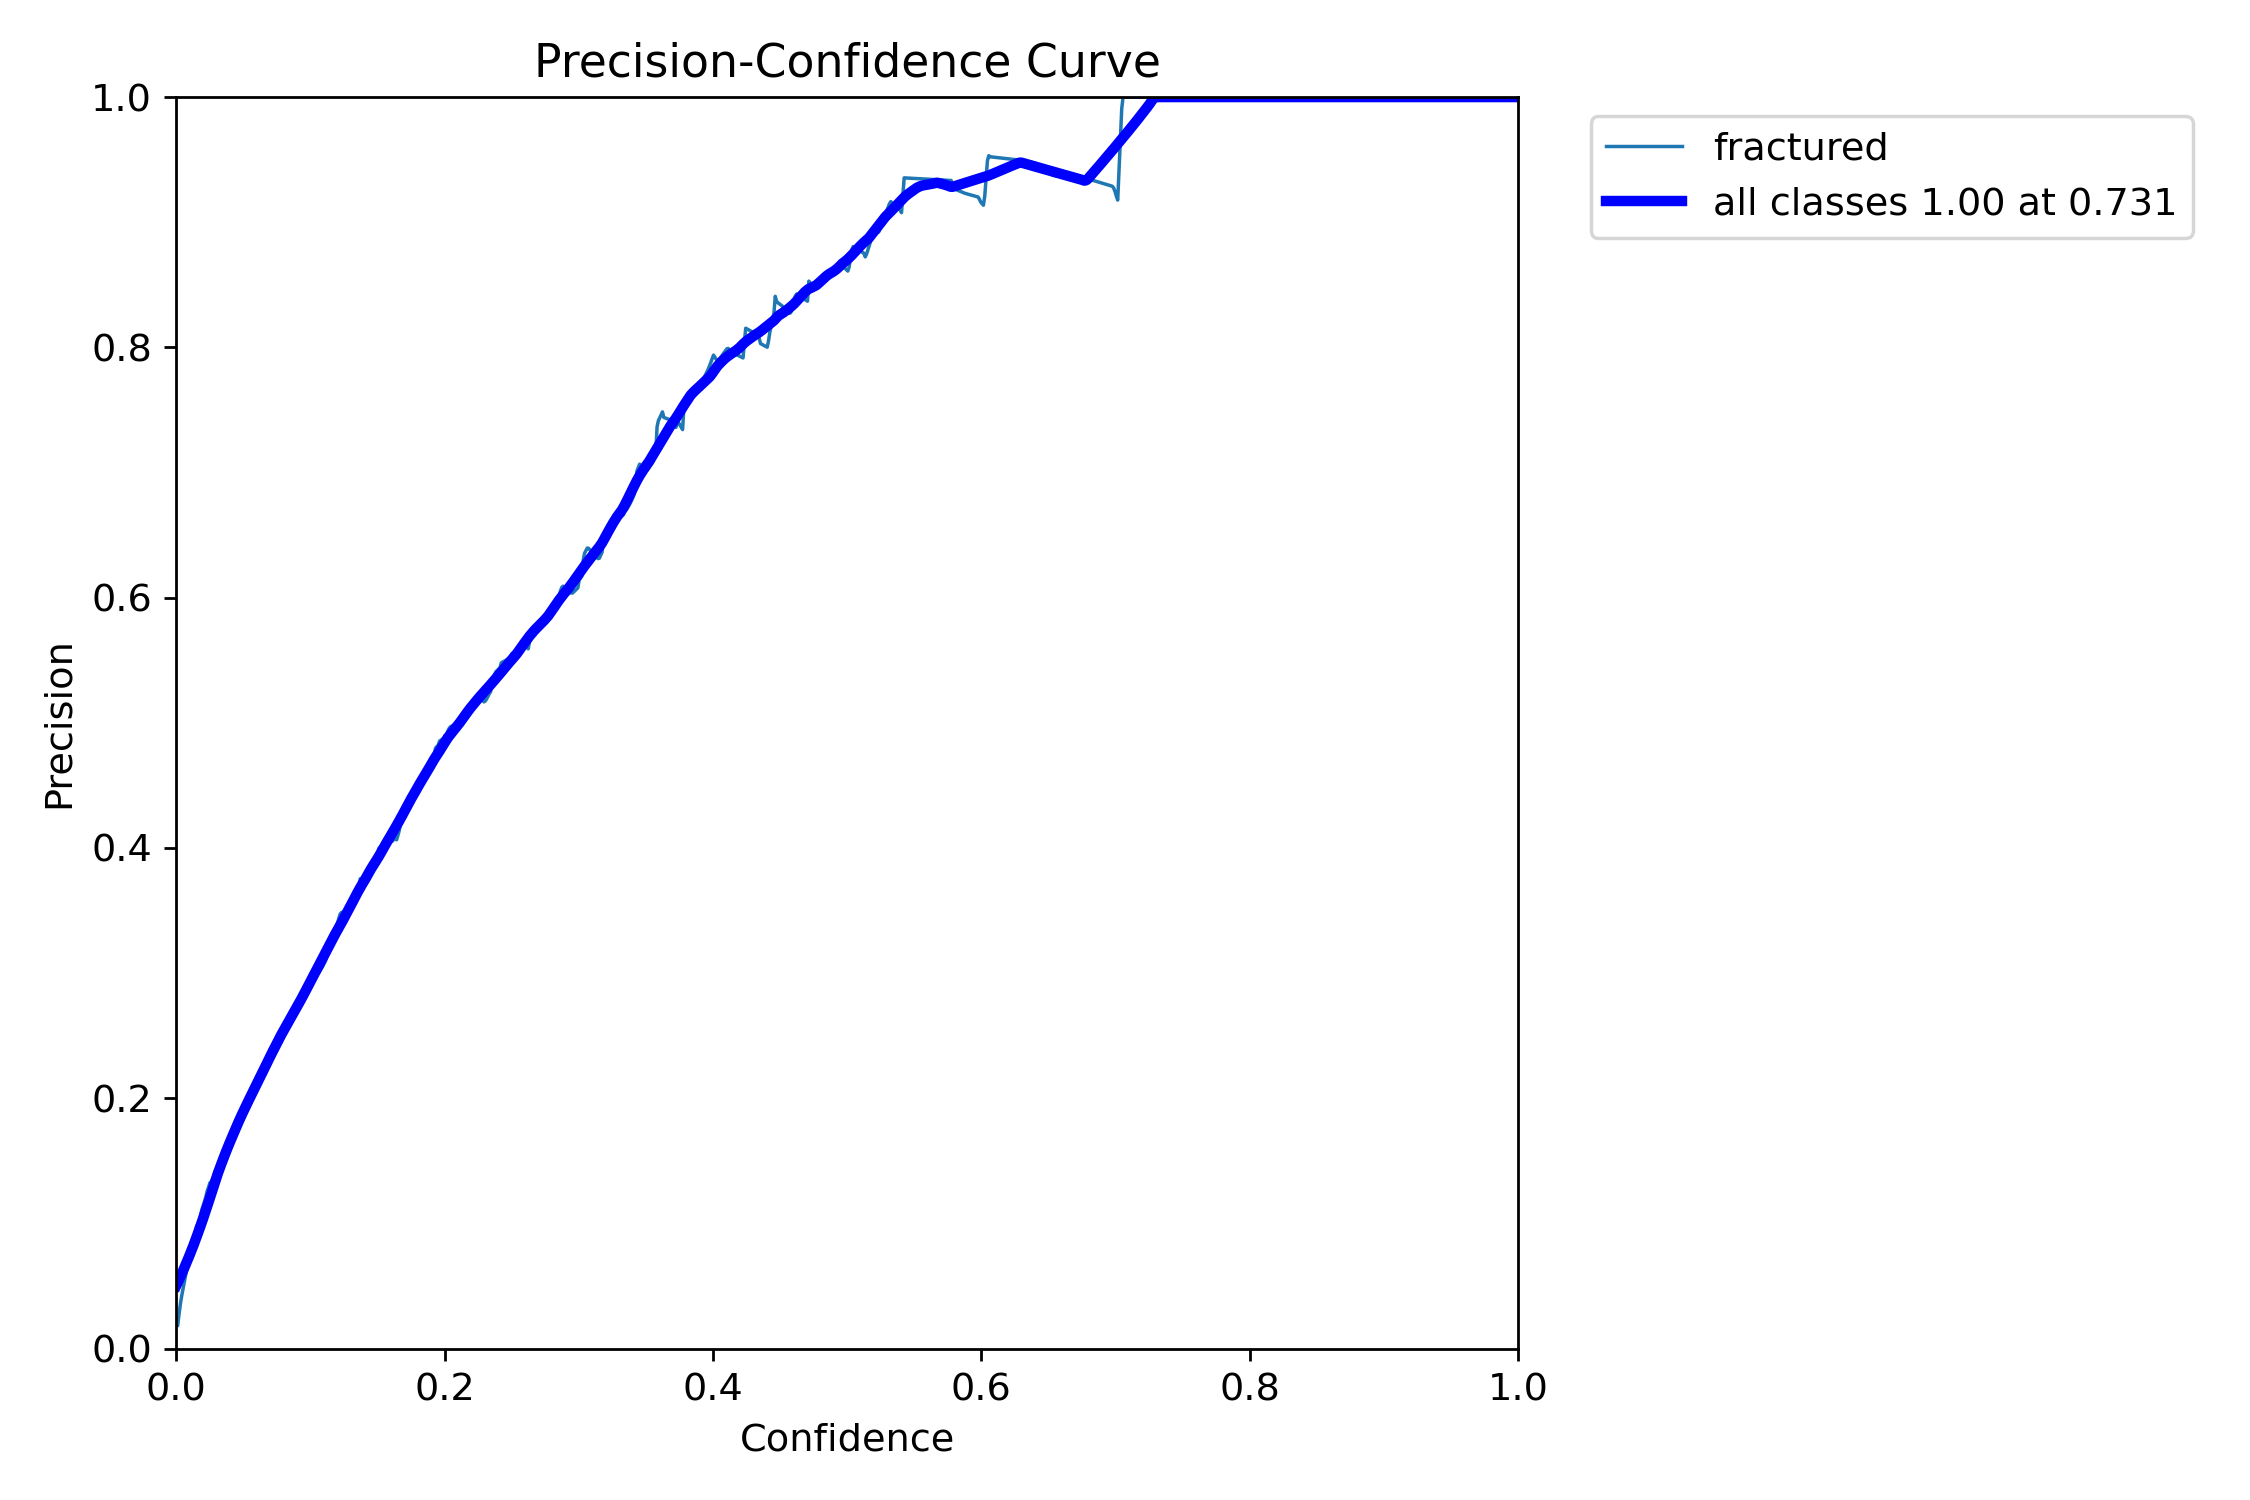 Precision-Confidence Curve
1.0
0.8
0.6
0.4
0.2
0.0
Precision
0.0 0.2 0.4 0.6 0.8 1.0
Confidence
fractured
all classes 1.00 at 0.731